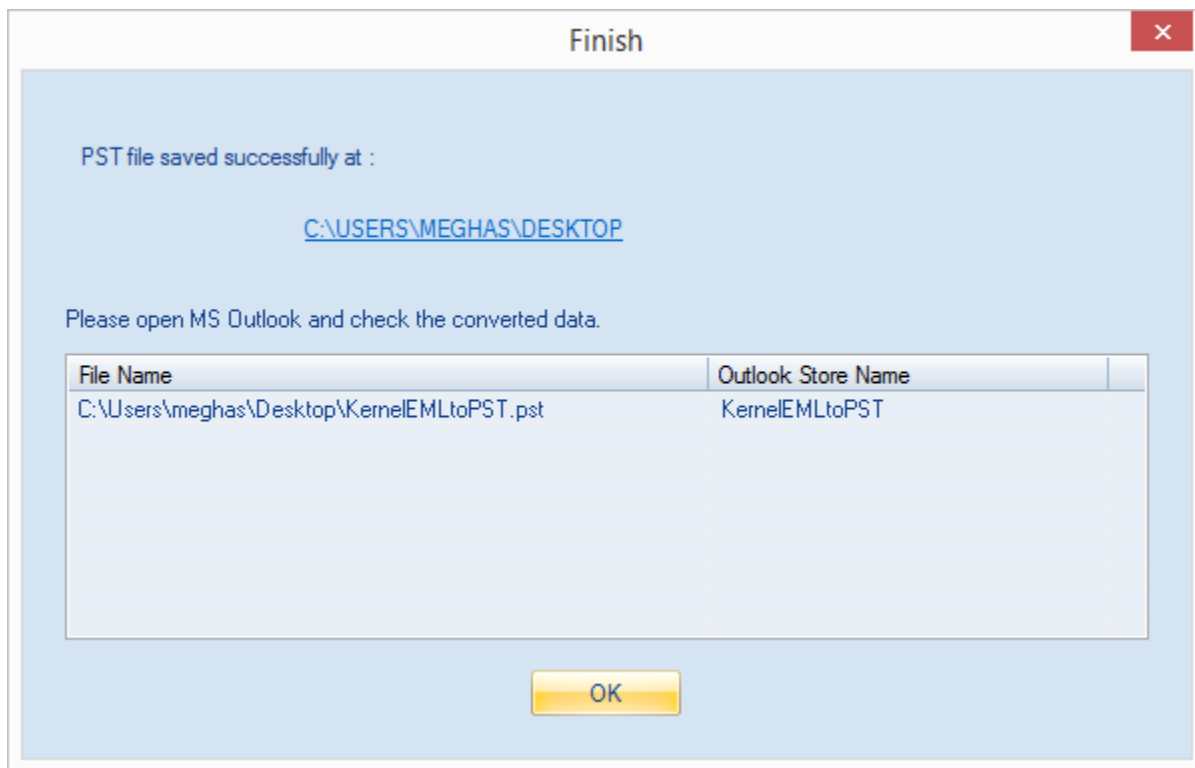 Finish
PST file saved successfully at :
C:\USERS\MEGHAS\DESKTOP
Please open MS Outlook and check the converted data.
File Name Outlook Store Name
C:\Users\meghas\Desktop\KernelEMLtoPST.pst KernelEMLtoPST
OK